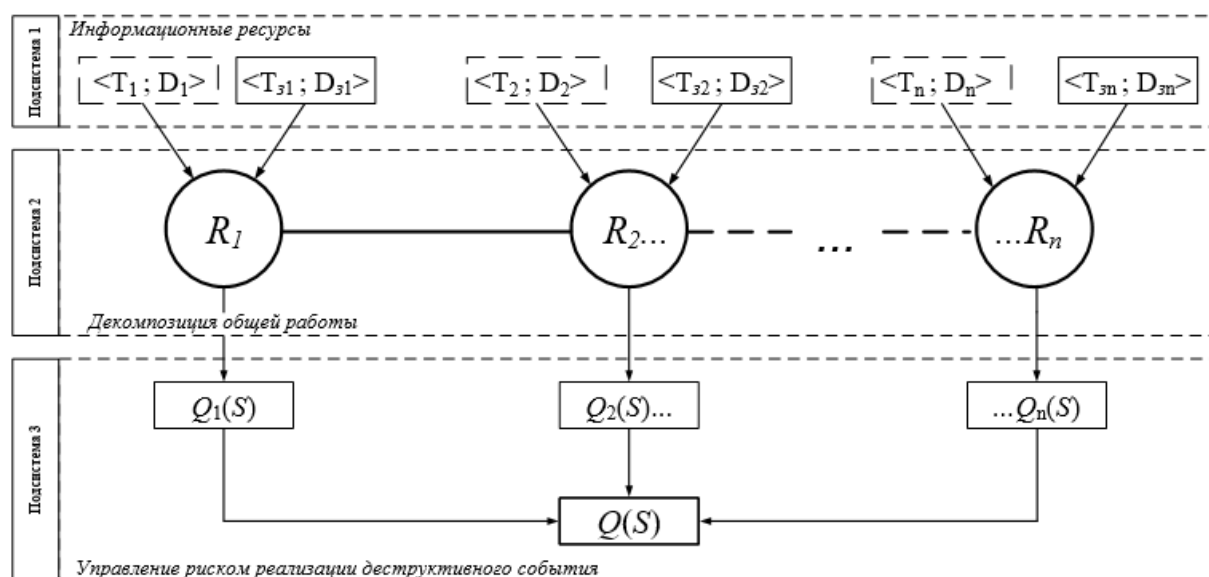 Подсистема 1
Информационные ресурсы
<T1 ; D1> <Tз1 ; Dз1> <T2 ; D2> <Tз2 ; Dз2> <Tn ; Dn> <Tзn ; Dзn>
Подсистема 2
R1 R2... ... ...Rn
Декомпозиция общей работы
Подсистема 3
Q1(S) Q2(S)... ...Qn(S)
Q(S)
Управление риском реализации деструктивного события